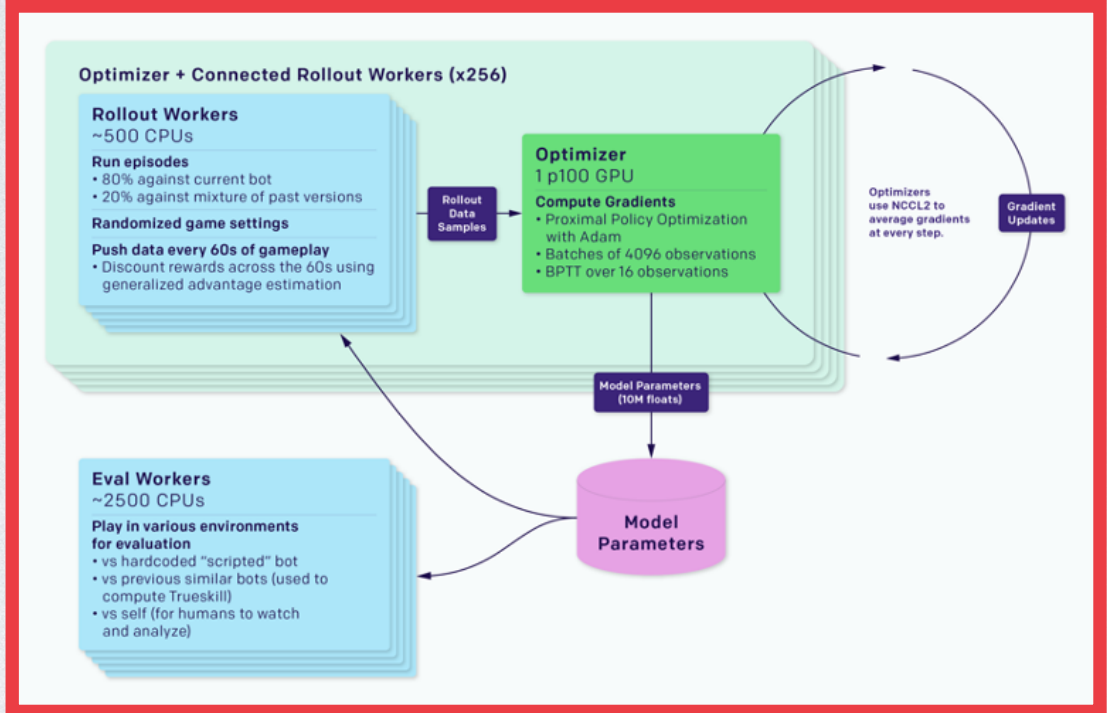 Optimizer + Connected Rollout Workers (x256)
Rollout Workers
~500 CPUs
Run episodes
• 80% against current bot
• 20% against mixture of past versions
Randomized game settings
Push data every 60s of gameplay
• Discount rewards across the 60s using
generalized advantage estimation
Rollout
Data
Samples
Optimizer
1 p100 GPU
Compute Gradients
• Proximal Policy Optimization
with Adam
• Batches of 4096 observations
• BPTT over 16 observations
Optimizers
use NCCL2 to
average gradients
at every step.
Gradient
Updates
Model Parameters
(10M floats)
Eval Workers
~2500 CPUs
Play in various environments
for evaluation
• vs hardcoded “scripted” bot
• vs previous similar bots (used to
compute Trueskill)
• vs self (for humans to watch
and analyze)
Model
Parameters